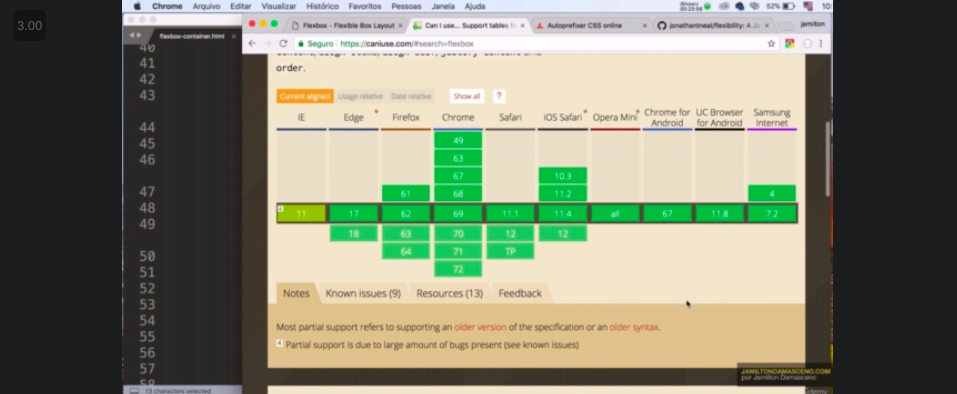 3.00
Chrome Arquivo Editar Visualizar Histórico Favoritos Pessoas Janela Ajuda
52%
flexbox-container.html
Flexbox - Flexible Box Layout
Can I use... Support tables fo
Autoprefixer CSS online
jonathantneal/flexibility: A
jamilton
Seguro https://caniuse.com/#search=flexbox
order.
Current aligned Usage relative Date relative Show all ?
IE Edge * Firefox Chrome Safari iOS Safari * Opera Mini * Chrome for Android UC Browser for Android Samsung Internet
49
63
67 10.3
61 68 11.2 4
4 11 17 62 69 11.1 11.4 all 67 11.8 7.2
18 63 70 12 12
64 71 TP
72
Notes Known issues (9) Resources (13) Feedback
Most partial support refers to supporting an older version of the specification or an older syntax.
4 Partial support is due to large amount of bugs present (see known issues)
40
41
42
43
44
45
46
47
48
49
50
51
52
53
54
55
56
57
58
13 characters selected
JAMILTONDAMASCENO.COM
por Jamilton Damasceno